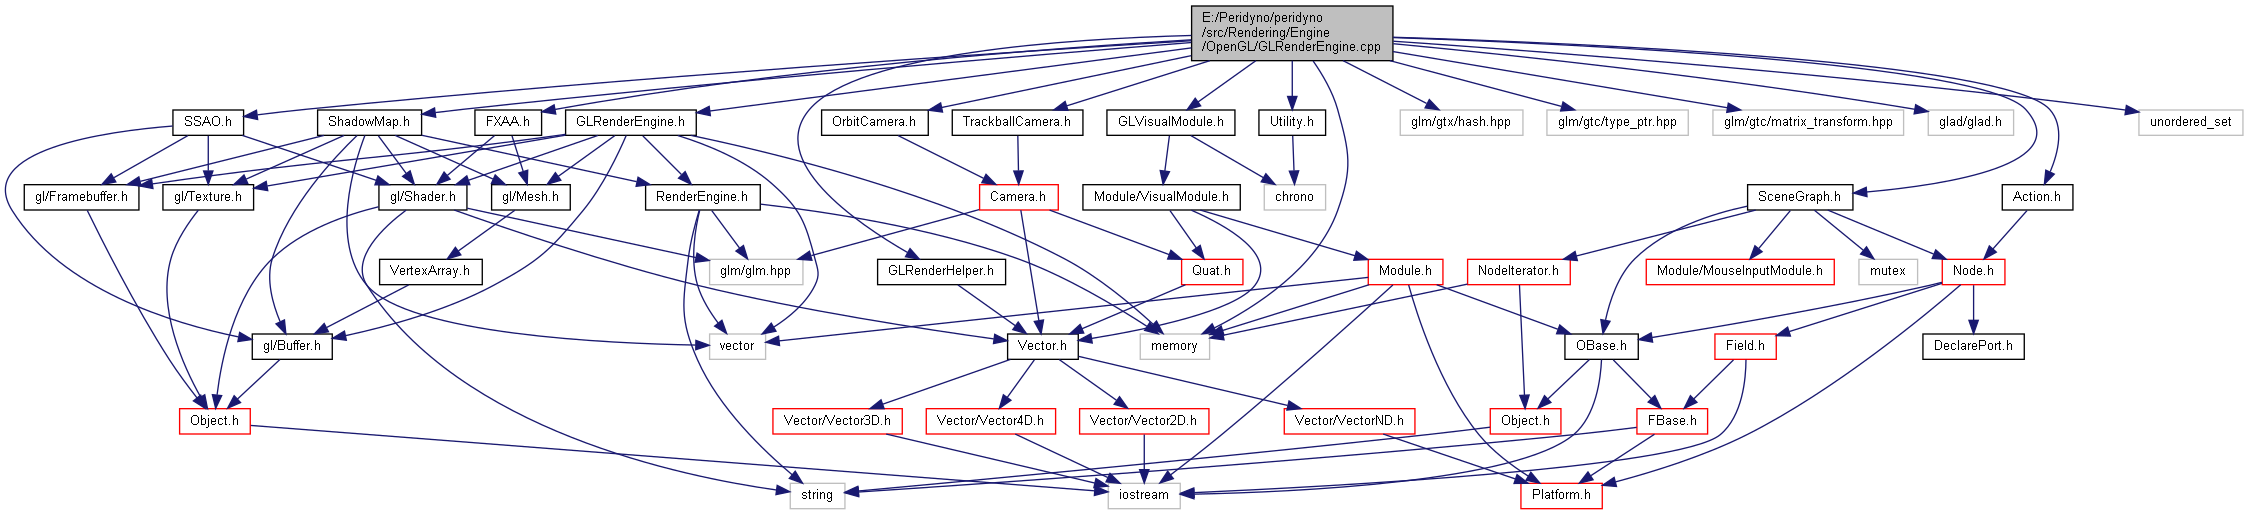 E:/Peridyno/peridyno
/src/Rendering/Engine
/OpenGL/GLRenderEngine.cpp
SSAO.h
ShadowMap.h
FXAA.h
GLRenderEngine.h
OrbitCamera.h
TrackballCamera.h
GLVisualModule.h
Utility.h
glm/gtx/hash.hpp
glm/gtc/type_ptr.hpp
glm/gtc/matrix_transform.hpp
glad/glad.h
unordered_set
gl/Framebuffer.h
gl/Texture.h
gl/Shader.h
gl/Mesh.h
RenderEngine.h
Camera.h
Module/VisualModule.h
chrono
SceneGraph.h
Action.h
VertexArray.h
glm/glm.hpp
GLRenderHelper.h
Quat.h
Module.h
NodeIterator.h
Module/MouseInputModule.h
mutex
Node.h
gl/Buffer.h
vector
Vector.h
memory
OBase.h
Field.h
DeclarePort.h
Object.h
Vector/Vector3D.h
Vector/Vector4D.h
Vector/Vector2D.h
Vector/VectorND.h
Object.h
FBase.h
string
iostream
Platform.h